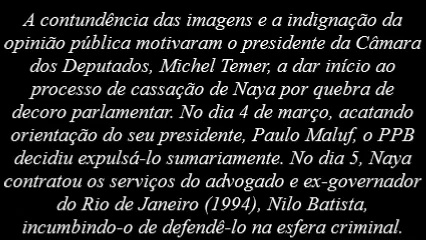 A contundência das imagens e a indignação da
opinião pública motivaram o presidente da Câmara
dos Deputados, Michel Temer, a dar início ao
processo de cassação de Naya por quebra de
decoro parlamentar. No dia 4 de março, acatando
orientação do seu presidente, Paulo Maluf, o PPB
decidiu expulsá-lo sumariamente. No dia 5, Naya
contratou os serviços do advogado e ex-governador
do Rio de Janeiro (1994), Nilo Batista,
incumbindo-o de defendê-lo na esfera criminal.